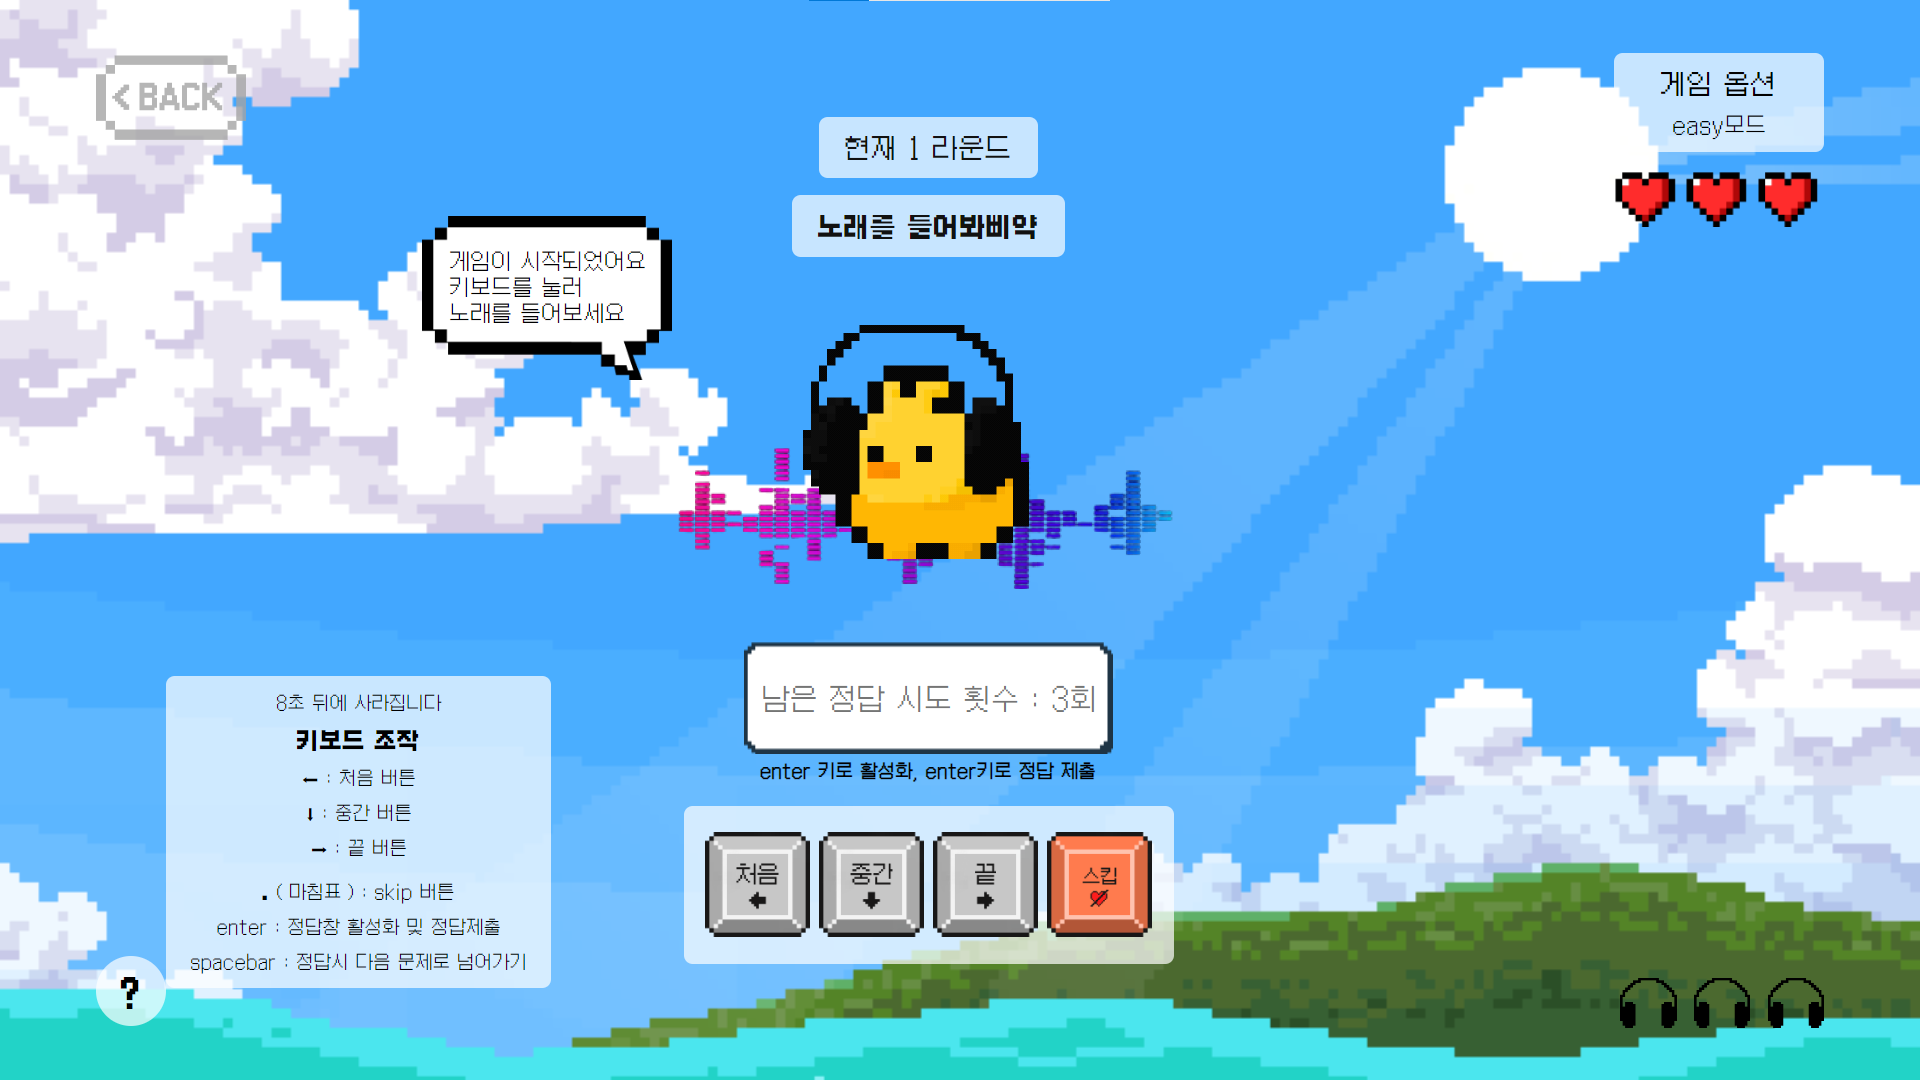 < BACK
현재 1 라운드
노래를 들어봐삐약
게임 옵션
easy모드
게임이 시작되었어요
키보드를 눌러
노래를 들어보세요
남은 정답 시도 횟수 : 3회
enter 키로 활성화, enter키로 정답 제출
처음
←
중간
↓
끝
→
스킵
8초 뒤에 사라집니다
키보드 조작
← : 처음 버튼
↓ : 중간 버튼
→ : 끝 버튼
. ( 마침표 ) : skip 버튼
enter : 정답창 활성화 및 정답제출
spacebar : 정답시 다음 문제로 넘어가기
?